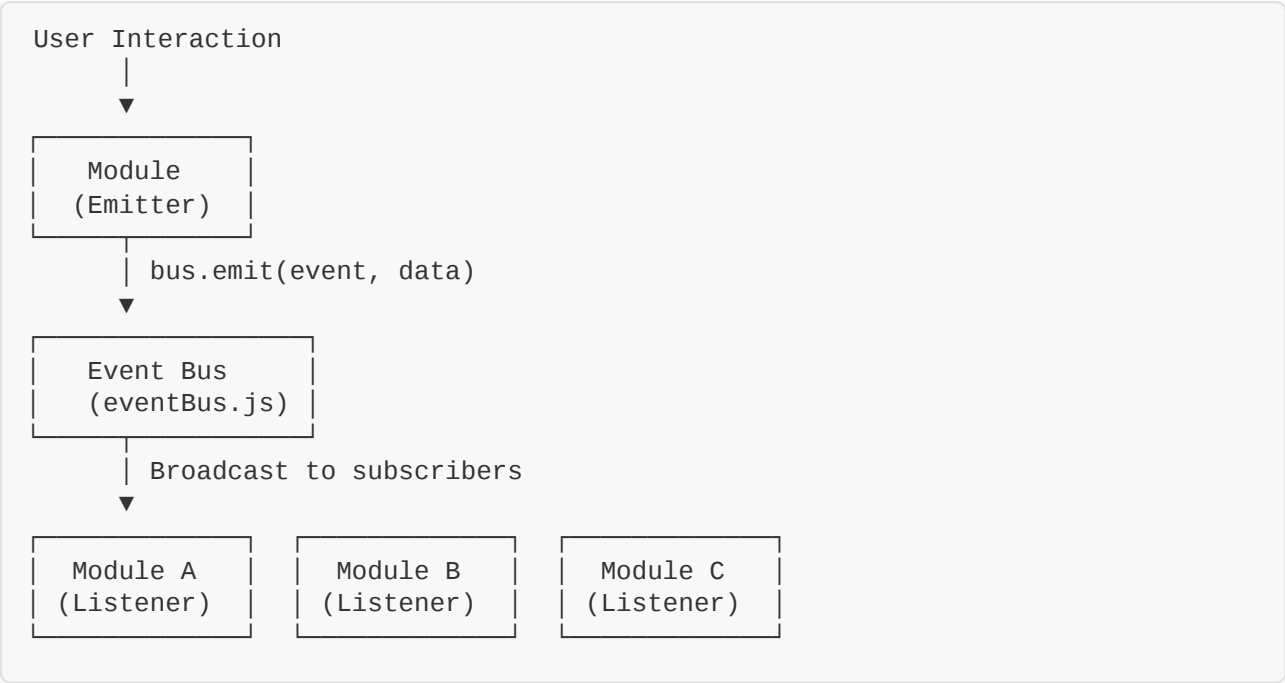 User Interaction
Module
(Emitter)
bus.emit(event, data)
Event Bus
(eventBus.js)
Broadcast to subscribers
Module A Module B Module C
(Listener) (Listener) (Listener)